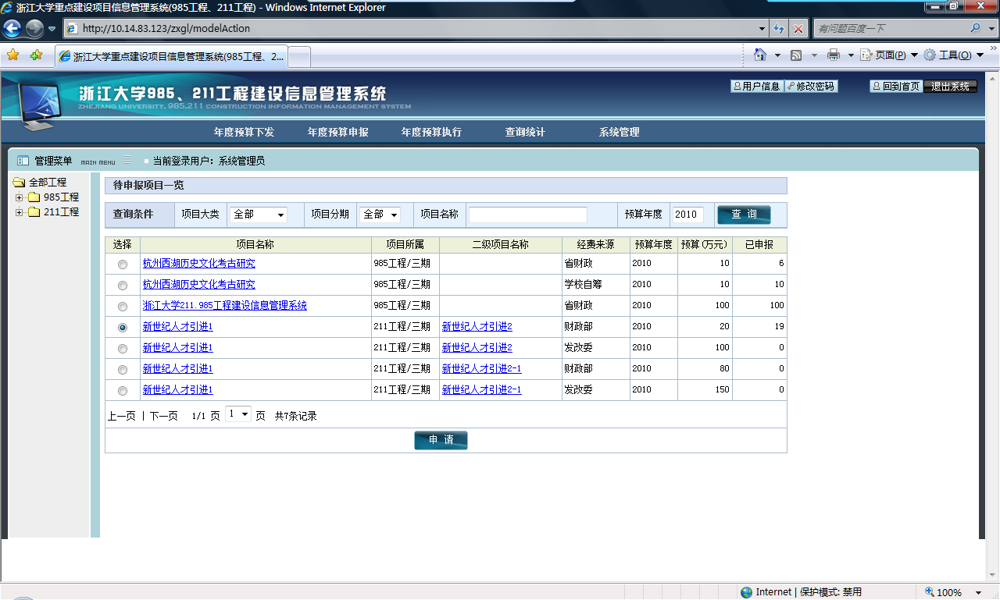 浙江大学重点建设项目信息管理系统(985工程、211工程) - Windows Internet Explorer
http://10.14.83.123/zxgl/modelAction
有问题百度一下
浙江大学重点建设项目信息管理系统(985工程、2...
页面(P)
工具(O)
浙江大学985、211工程建设信息管理系统
ZHEJIANG UNIVERSITY, 985,211 CONSTRUCTION INFORMATION MANAGEMENT SYSTEM
用户信息 修改密码 回到首页 退出系统
年度预算下发 年度预算申报 年度预算执行 查询统计 系统管理
管理菜单 MAIN MENU 当前登录用户: 系统管理员
全部工程
985工程
211工程
待申报项目一览
查询条件 项目大类 全部 项目分期 全部 项目名称 预算年度 2010 查 询
选择 项目名称 项目所属 二级项目名称 经费来源 预算年度 预算(万元) 已申报
杭州西湖历史文化考古研究 985工程/三期 省财政 2010 10 6
杭州西湖历史文化考古研究 985工程/三期 学校自筹 2010 10 10
浙江大学211.985工程建设信息管理系统 985工程/三期 省财政 2010 100 100
新世纪人才引进1 211工程/三期 新世纪人才引进2 财政部 2010 20 19
新世纪人才引进1 211工程/三期 新世纪人才引进2 发改委 2010 100 0
新世纪人才引进1 211工程/三期 新世纪人才引进2-1 财政部 2010 80 0
新世纪人才引进1 211工程/三期 新世纪人才引进2-1 发改委 2010 150 0
上一页 | 下一页 1/1 页 1 页 共7条记录
申 请
Internet | 保护模式: 禁用
100%